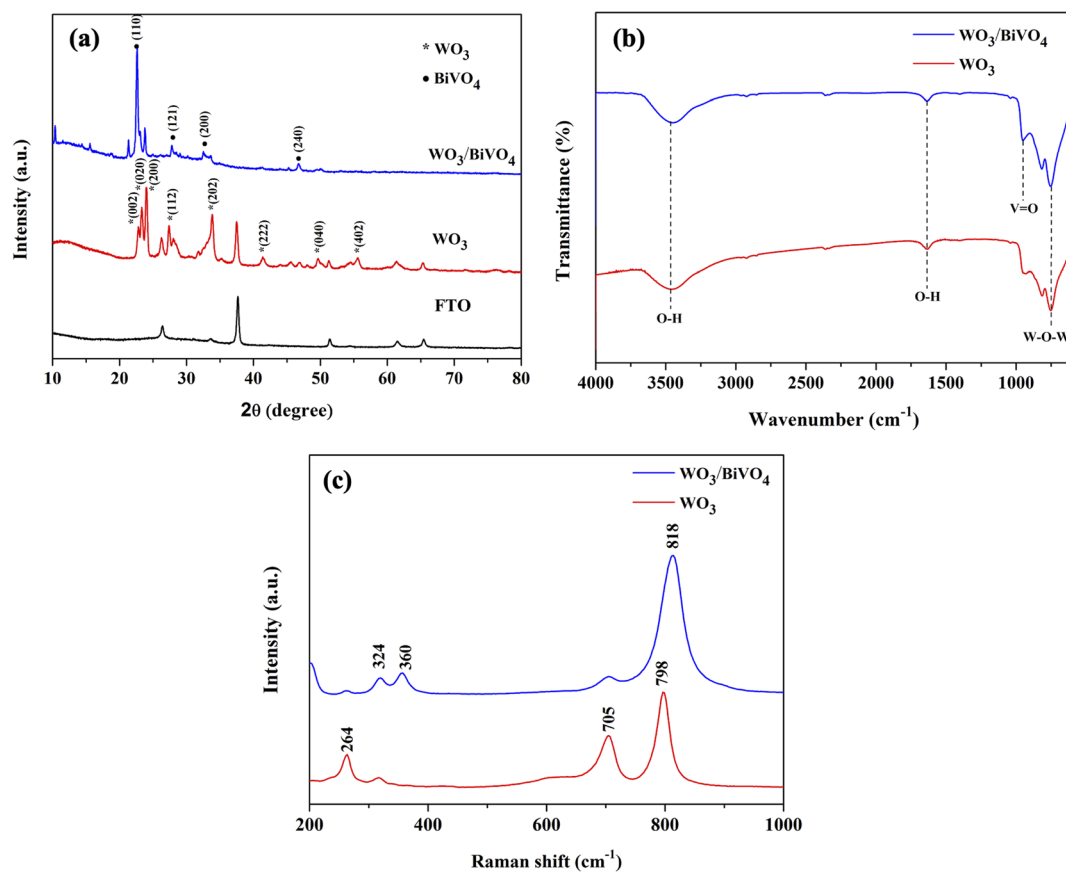 (a)
(110)
* WO3
● BiVO4
(121)
(200)
(240)
WO3/BiVO4
*(002)
*(020)
*(200)
*(112)
*(202)
*(222)
*(040)
*(402)
WO3
FTO
Intensity (a.u.)
10 20 30 40 50 60 70 80
2θ (degree)
(b)
WO3/BiVO4
WO3
V=O
O-H
O-H
W-O-W
Transmittance (%)
4000 3500 3000 2500 2000 1500 1000
Wavenumber (cm-1)
(c)
WO3/BiVO4
WO3
818
324
360
798
705
264
Intensity (a.u.)
200 400 600 800 1000
Raman shift (cm-1)